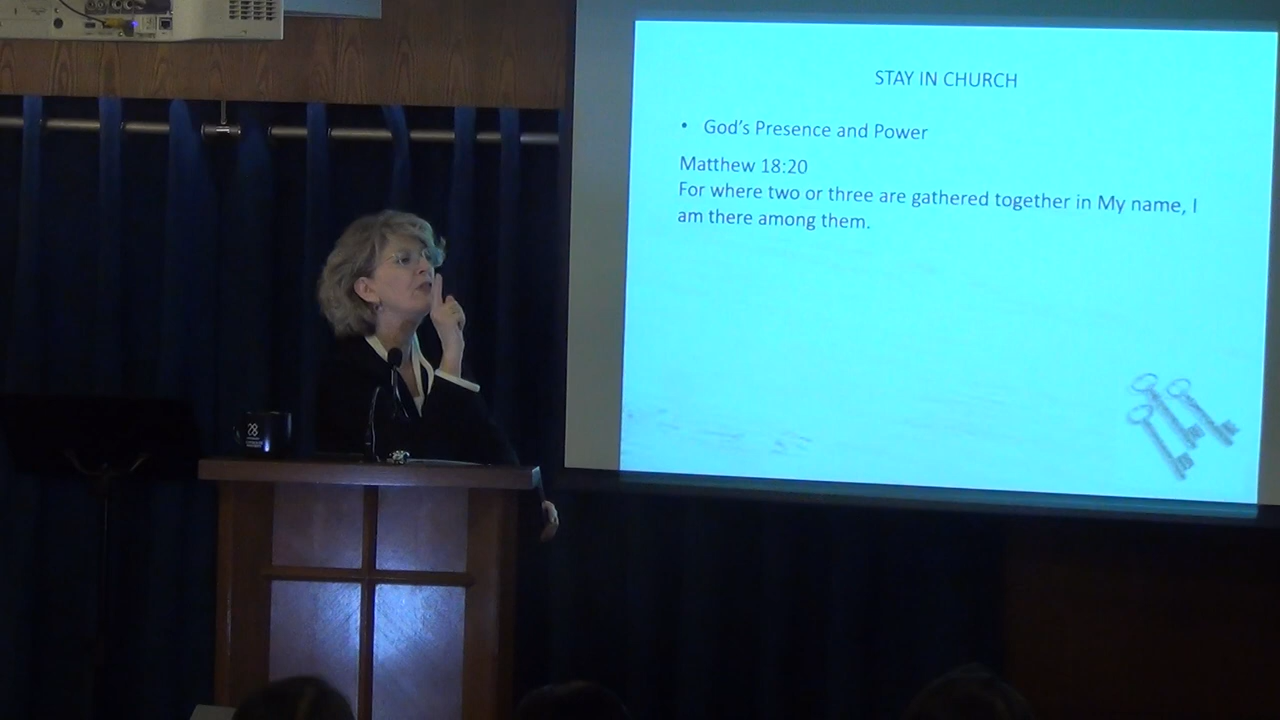 STAY IN CHURCH
• God's Presence and Power
Matthew 18:20
For where two or three are gathered together in My name, I
am there among them.